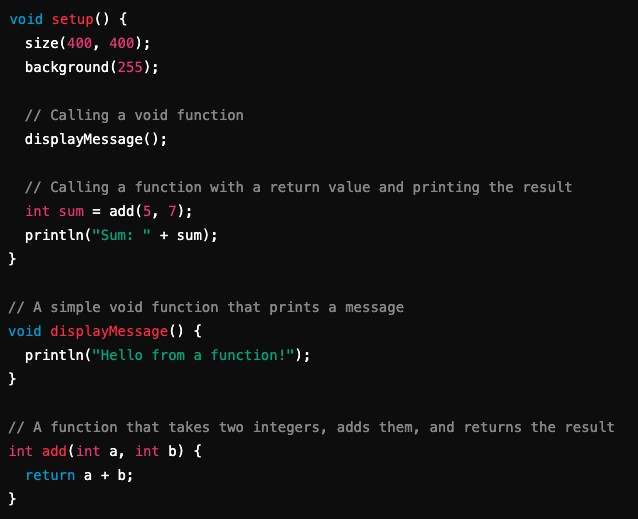 void setup() {
  size(400, 400);
  background(255);

  // Calling a void function
  displayMessage();

  // Calling a function with a return value and printing the result
  int sum = add(5, 7);
  println("Sum: " + sum);
}

// A simple void function that prints a message
void displayMessage() {
  println("Hello from a function!");
}

// A function that takes two integers, adds them, and returns the result
int add(int a, int b) {
  return a + b;
}